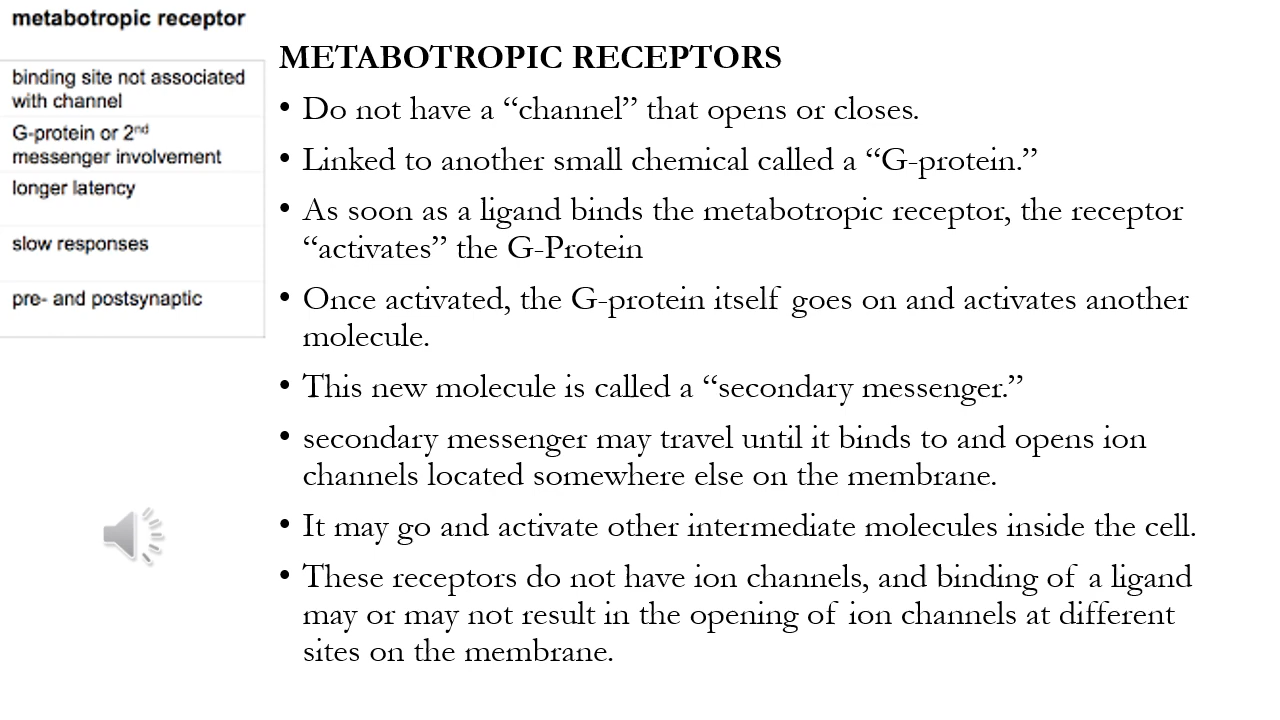 metabotropic receptor
binding site not associated
with channel
G-protein or 2nd
messenger involvement
longer latency
slow responses
pre- and postsynaptic
METABOTROPIC RECEPTORS
• Do not have a “channel” that opens or closes.
• Linked to another small chemical called a “G-protein.”
• As soon as a ligand binds the metabotropic receptor, the receptor
“activates” the G-Protein
• Once activated, the G-protein itself goes on and activates another
molecule.
• This new molecule is called a “secondary messenger.”
• secondary messenger may travel until it binds to and opens ion
channels located somewhere else on the membrane.
• It may go and activate other intermediate molecules inside the cell.
• These receptors do not have ion channels, and binding of a ligand
may or may not result in the opening of ion channels at different
sites on the membrane.